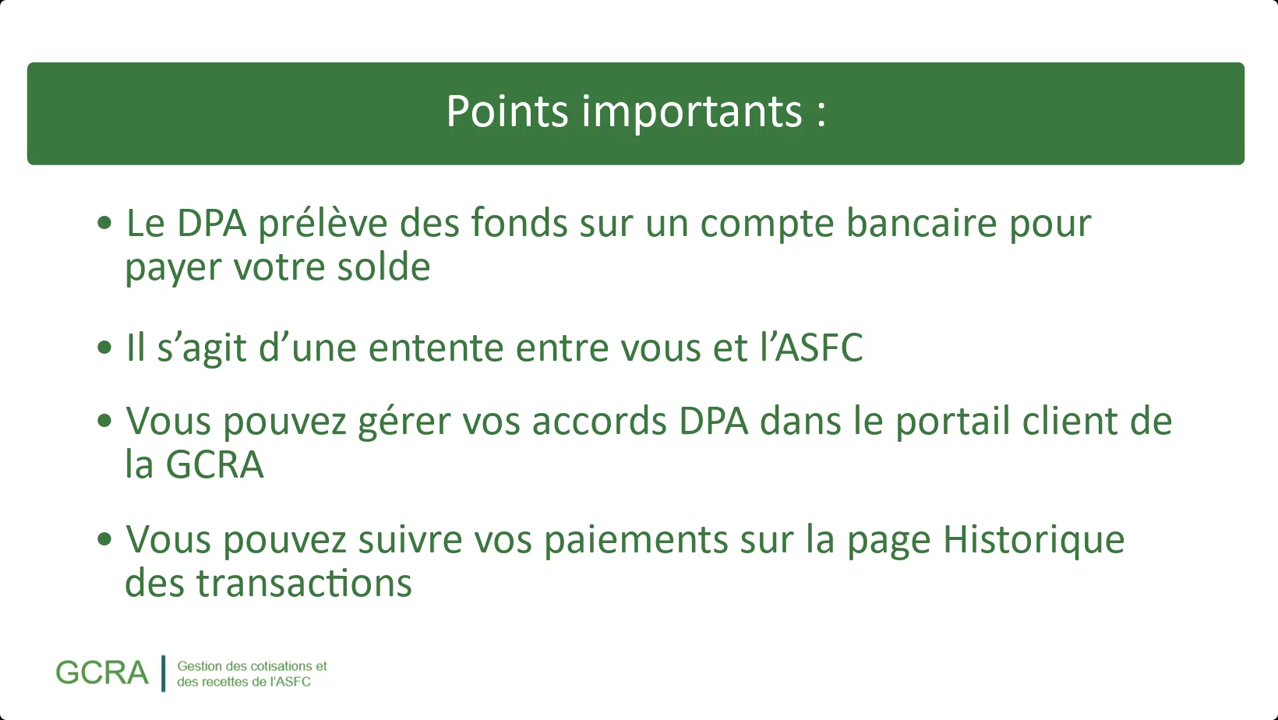 Points importants :
• Le DPA prélève des fonds sur un compte bancaire pour
payer votre solde
• Il s’agit d’une entente entre vous et l’ASFC
• Vous pouvez gérer vos accords DPA dans le portail client de
la GCRA
• Vous pouvez suivre vos paiements sur la page Historique
des transactions
GCRA
Gestion des cotisations et
des recettes de l’ASFC